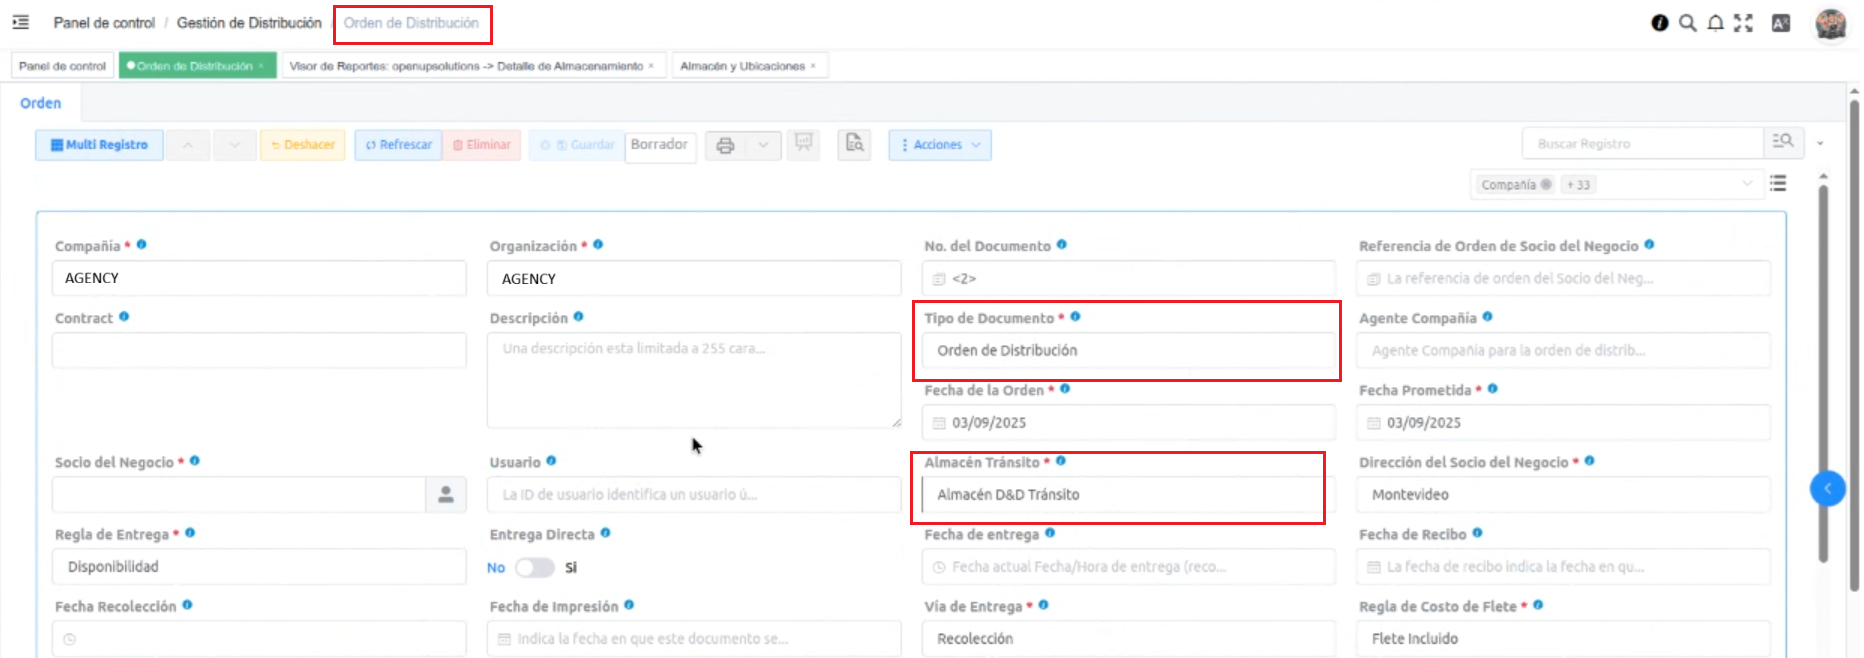 Panel de control / Gestión de Distribución / Orden de Distribución
Panel de control
Orden de Distribución ×
Visor de Reportes: openupsolutions -> Detalle de Almacenamiento ×
Almacén y Ubicaciones ×
Orden
Multi Registro
Deshacer
Refrescar
Eliminar
Guardar
Borrador
Acciones
Buscar Registro
Compañía
+ 33
Compañía *
Organización *
No. del Documento
Referencia de Orden de Socio del Negocio
AGENCY
AGENCY
<2>
La referencia de orden del Socio del Neg...
Contract
Descripción
Tipo de Documento *
Agente Compañía
Una descripción esta limitada a 255 cara...
Orden de Distribución
Agente Compañía para la orden de distrib...
Fecha de la Orden *
Fecha Prometida *
03/09/2025
03/09/2025
Socio del Negocio *
Usuario
Almacén Tránsito *
Dirección del Socio del Negocio *
La ID de usuario identifica un usuario ú...
Almacén D&D Tránsito
Montevideo
Regla de Entrega *
Entrega Directa
Fecha de entrega
Fecha de Recibo
Disponibilidad
No
Si
Fecha actual Fecha/Hora de entrega (reco...
La fecha de recibo indica la fecha en qu...
Fecha Recolección
Fecha de Impresión
Vía de Entrega *
Regla de Costo de Flete *
Indica la fecha en que este documento se...
Recolección
Flete Incluido